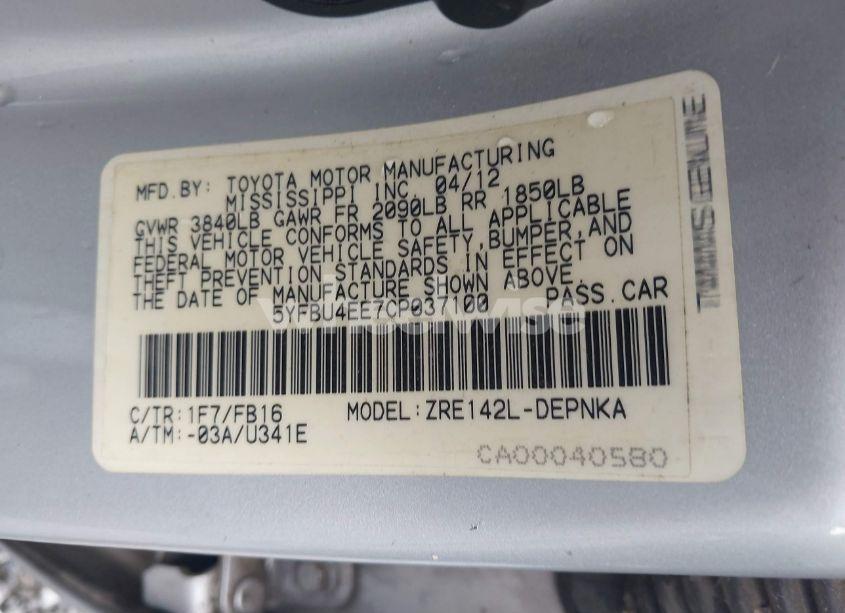 MFD.BY: TOYOTA MOTOR MANUFACTURING
MISSISSIPPI INC. 04/12
GVWR 3840LB GAWR FR 2090LB RR 1850LB
THIS VEHICLE CONFORMS TO ALL APPLICABLE
FEDERAL MOTOR VEHICLE SAFETY,BUMPER,AND
THEFT PREVENTION STANDARDS IN EFFECT ON
THE DATE OF MANUFACTURE SHOWN ABOVE.
5YFBU4EE7CP037100 PASS.CAR
C/TR:1F7/FB16 MODEL:ZRE142L-DEPNKA
A/TM:-03A/U341E
CA00040580
GENUINE